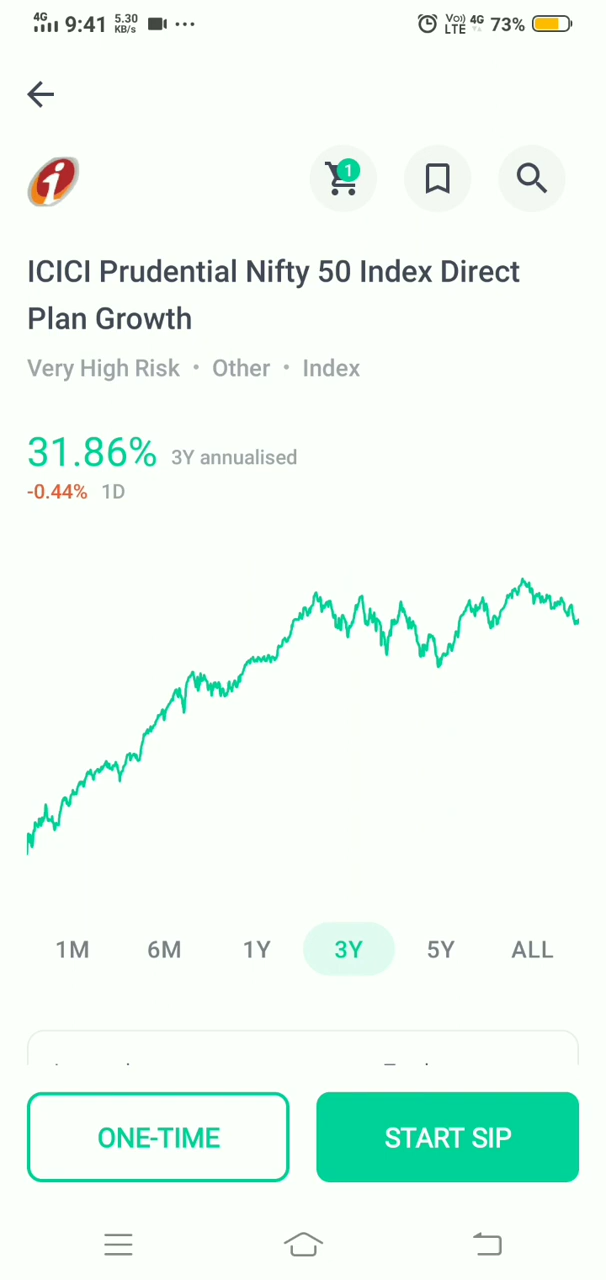 4G 9:41 5.30 KB/s ... Vo)) LTE 4G 73%
i
1
ICICI Prudential Nifty 50 Index Direct
Plan Growth
Very High Risk • Other • Index
31.86% 3Y annualised
-0.44% 1D
1M 6M 1Y 3Y 5Y ALL
ONE-TIME START SIP